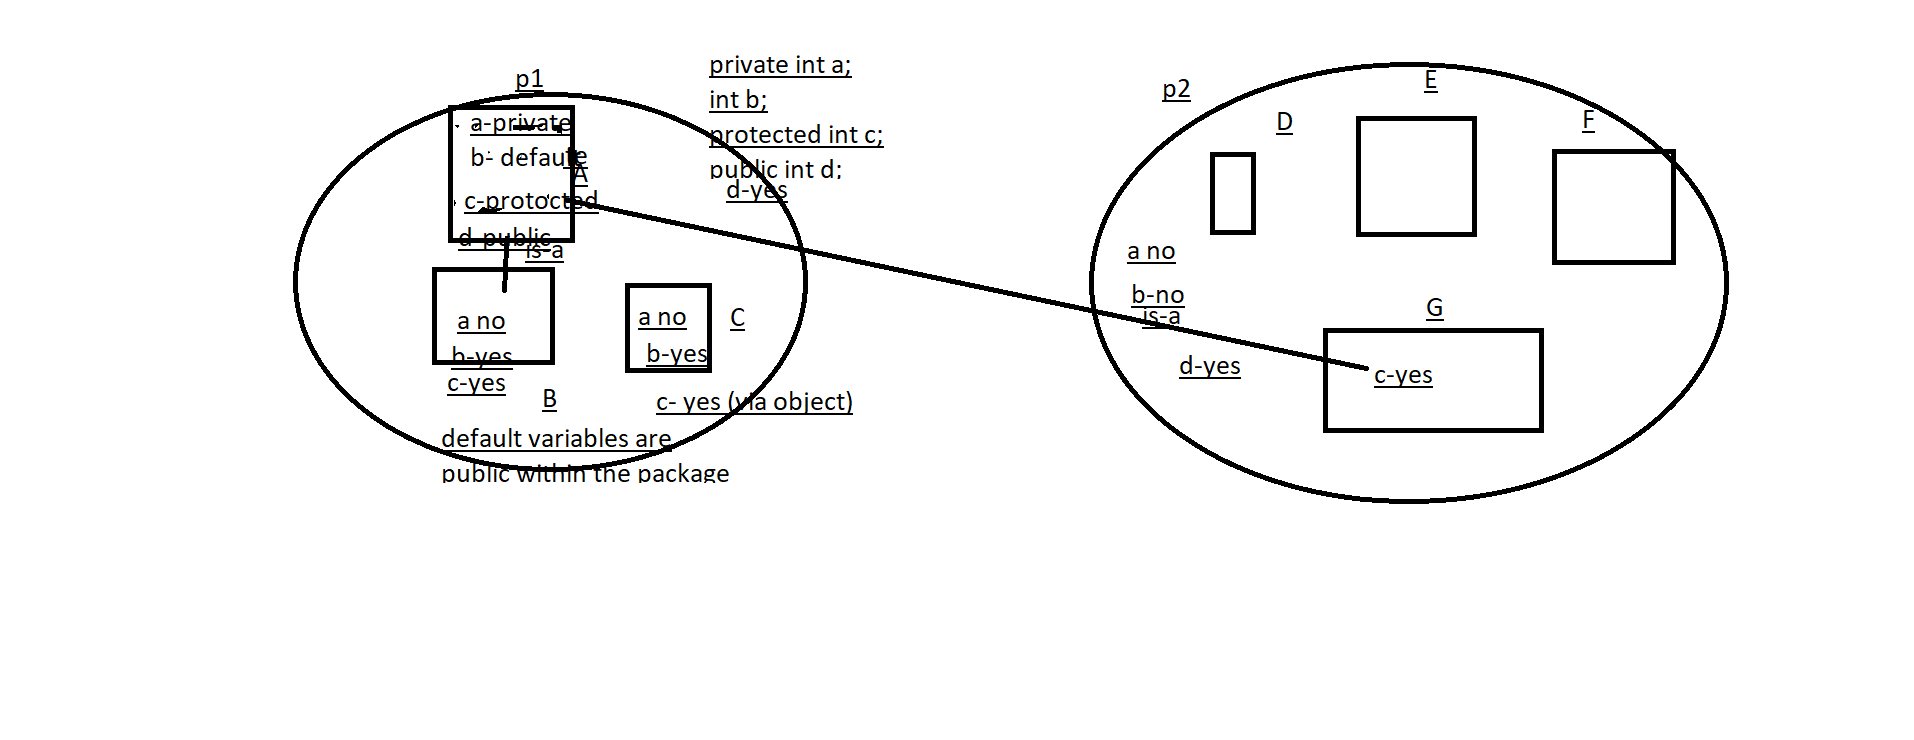 p1
private int a;
int b;
protected int c;
public int d;
d-yes
a-private
b- defaulte
A
c-protocted
d-public
is-a
a no
b-yes
c-yes
B
a no
b-yes
C
c- yes (via object)
default variables are
public within the package
p2
D
E
F
a no
b-no
is-a
d-yes
G
c-yes